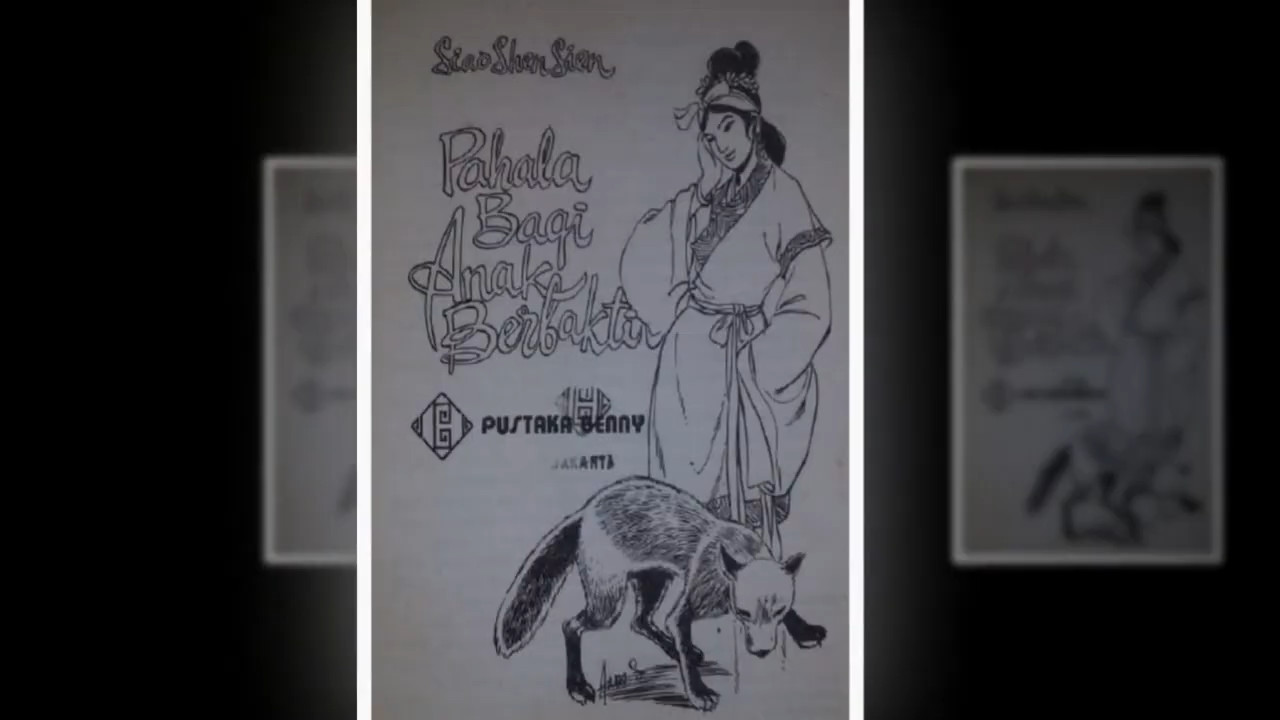 Siao Shen Sien
Pahala
Bagi
Anak
Berbakti
PUSTAKA BENNY
JAKARTA